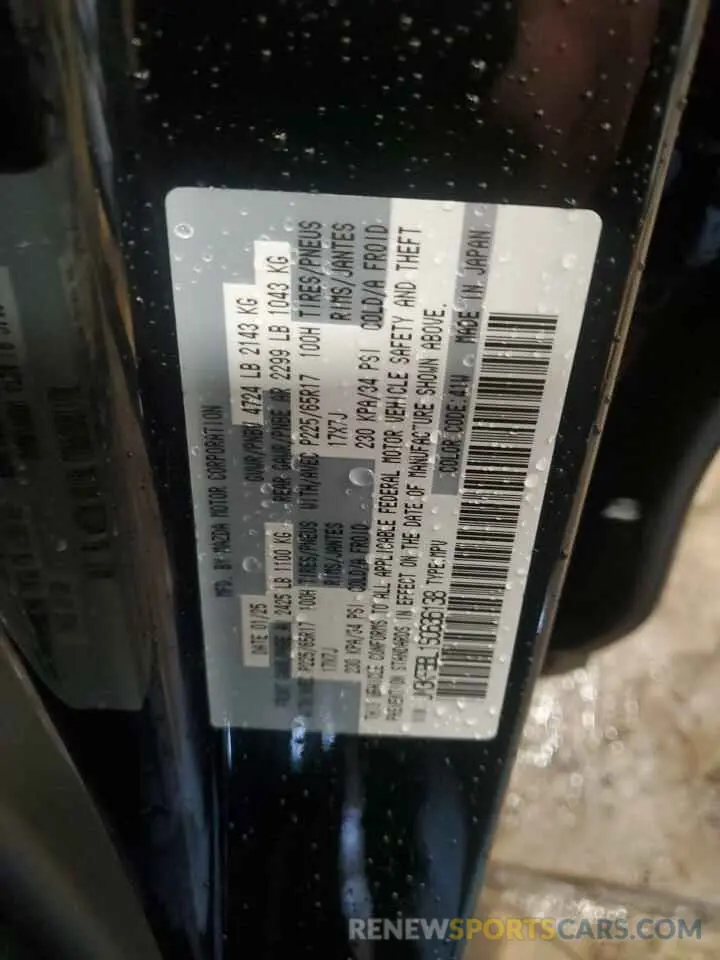 MFD. BY MAZDA MOTOR CORPORATION
DATE 01/25 GVWR/PNBV 4724 LB 2143 KG
2425 LB 1100 KG REAR GAWR/PNBE AR 2299 LB 1043 KG
P225/65R17 100H TIRES/PNEUS WITH/AVEC P225/65R17 100H TIRES/PNEUS
17X7J RIMS/JANTES 17X7J RIMS/JANTES
230 KPA/34 PSI COLD/A FROID 230 KPA/34 PSI COLD/A FROID
THIS VEHICLE CONFORMS TO ALL APPLICABLE FEDERAL MOTOR VEHICLE SAFETY AND THEFT
PREVENTION STANDARDS IN EFFECT ON THE DATE OF MANUFACTURE SHOWN ABOVE.
TYPE:MPV COLOR CODE:41W MADE IN JAPAN
RENEWSPORTSCARS.COM